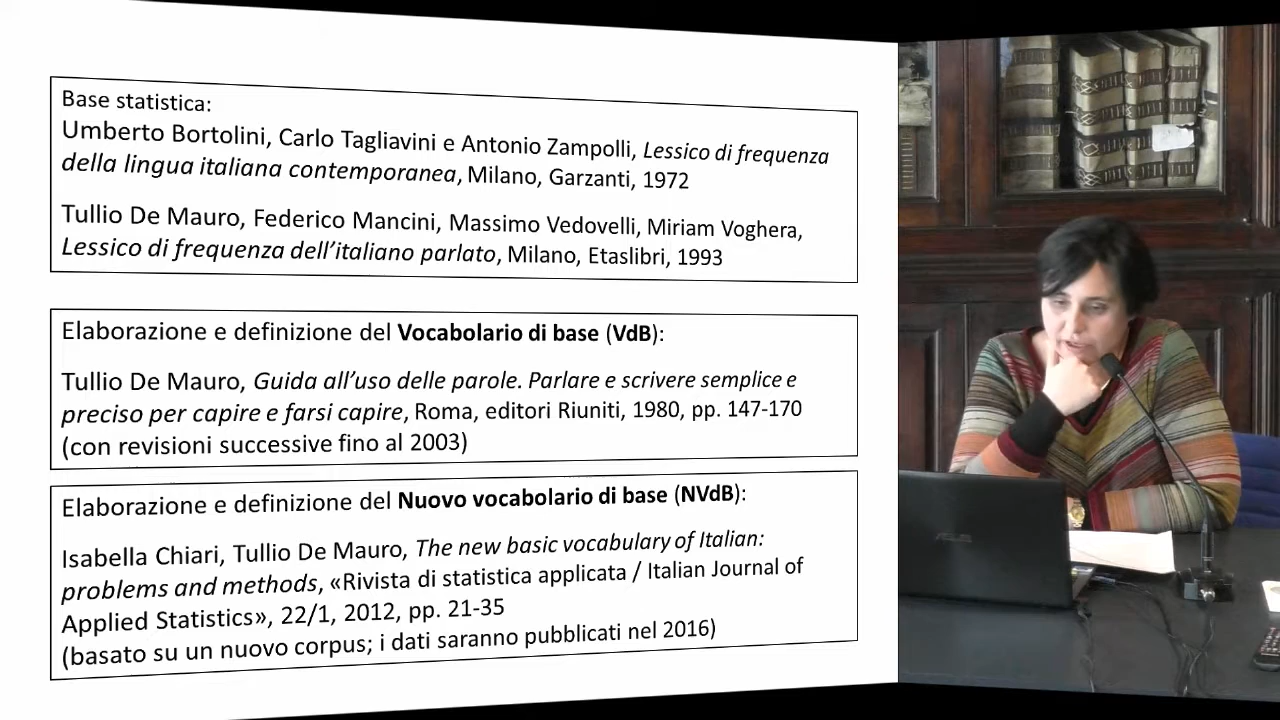 Base statistica:
Umberto Bortolini, Carlo Tagliavini e Antonio Zampolli, Lessico di frequenza
della lingua italiana contemporanea, Milano, Garzanti, 1972
Tullio De Mauro, Federico Mancini, Massimo Vedovelli, Miriam Voghera,
Lessico di frequenza dell’italiano parlato, Milano, Etaslibri, 1993
Elaborazione e definizione del Vocabolario di base (VdB):
Tullio De Mauro, Guida all’uso delle parole. Parlare e scrivere semplice e
preciso per capire e farsi capire, Roma, editori Riuniti, 1980, pp. 147-170
(con revisioni successive fino al 2003)
Elaborazione e definizione del Nuovo vocabolario di base (NVdB):
Isabella Chiari, Tullio De Mauro, The new basic vocabulary of Italian:
problems and methods, «Rivista di statistica applicata / Italian Journal of
Applied Statistics», 22/1, 2012, pp. 21-35
(basato su un nuovo corpus; i dati saranno pubblicati nel 2016)
ASUS